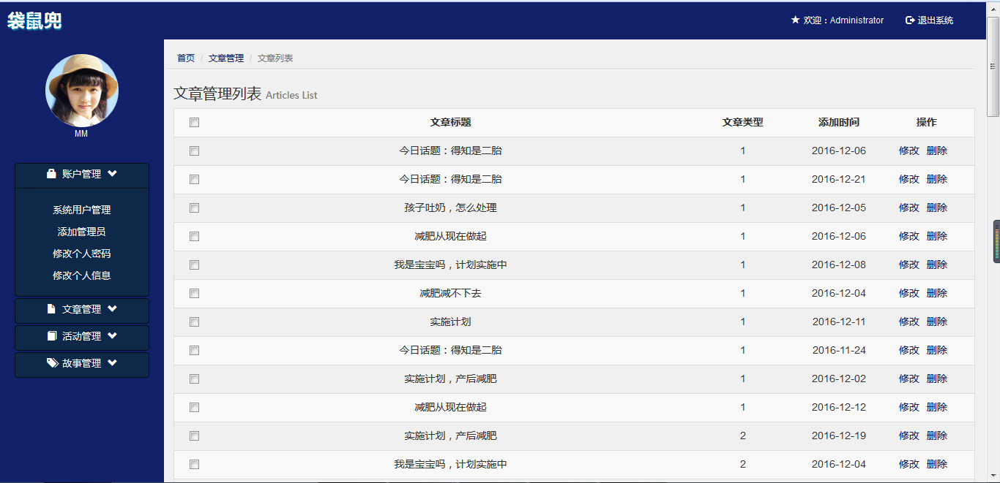 袋鼠兜
欢迎：Administrator 退出系统
MM
账户管理
系统用户管理
添加管理员
修改个人密码
修改个人信息
文章管理
活动管理
故事管理
首页 / 文章管理 / 文章列表
文章管理列表 Articles List
文章标题 文章类型 添加时间 操作
今日话题：得知是二胎 1 2016-12-06 修改 删除
今日话题：得知是二胎 1 2016-12-21 修改 删除
孩子吐奶，怎么处理 1 2016-12-05 修改 删除
减肥从现在做起 1 2016-12-06 修改 删除
我是宝宝吗，计划实施中 1 2016-12-08 修改 删除
减肥减不下去 1 2016-12-04 修改 删除
实施计划 1 2016-12-11 修改 删除
今日话题：得知是二胎 1 2016-11-24 修改 删除
实施计划，产后减肥 1 2016-12-02 修改 删除
减肥从现在做起 1 2016-12-12 修改 删除
实施计划，产后减肥 2 2016-12-19 修改 删除
我是宝宝吗，计划实施中 2 2016-12-04 修改 删除